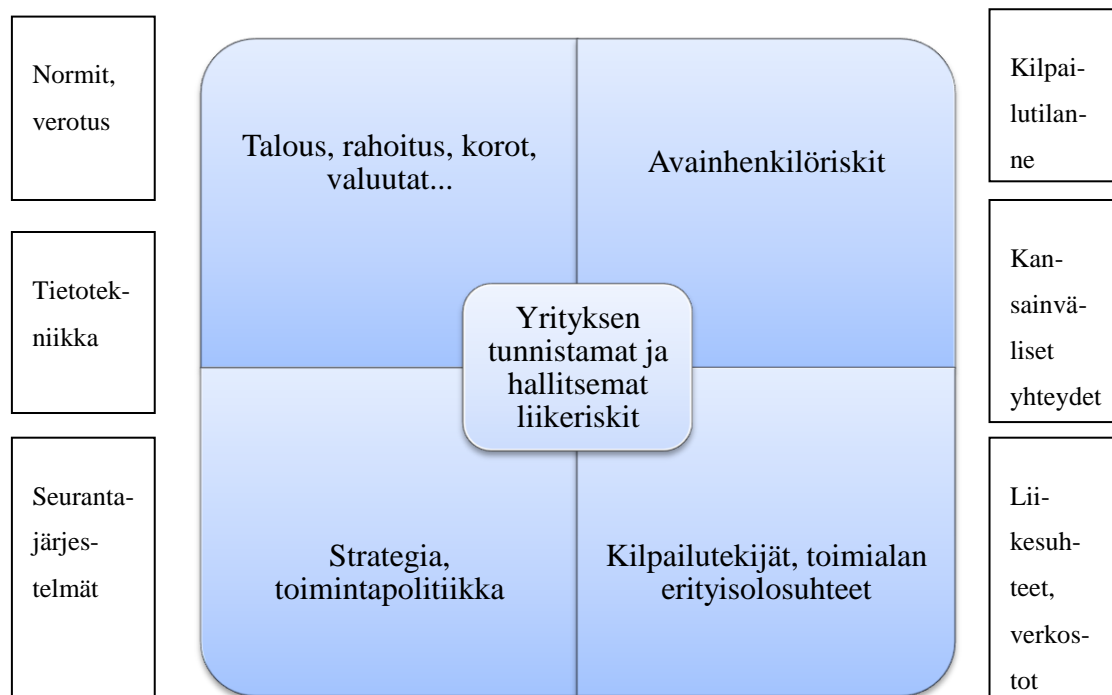 Normit,
verotus
Tietotek-
niikka
Seuranta-
järjes-
telmät
Talous, rahoitus, korot,
valuutat...
Avainhenkilöriskit
Yrityksen
tunnistamat ja
hallitsemat
liikeriskit
Strategia,
toimintapolitiikka
Kilpailutekijät, toimialan
erityisolosuhteet
Kilpai-
lutilan-
ne
Kan-
sainvä-
liset
yhteydet
Lii-
kesuh-
teet,
verkos-
tot